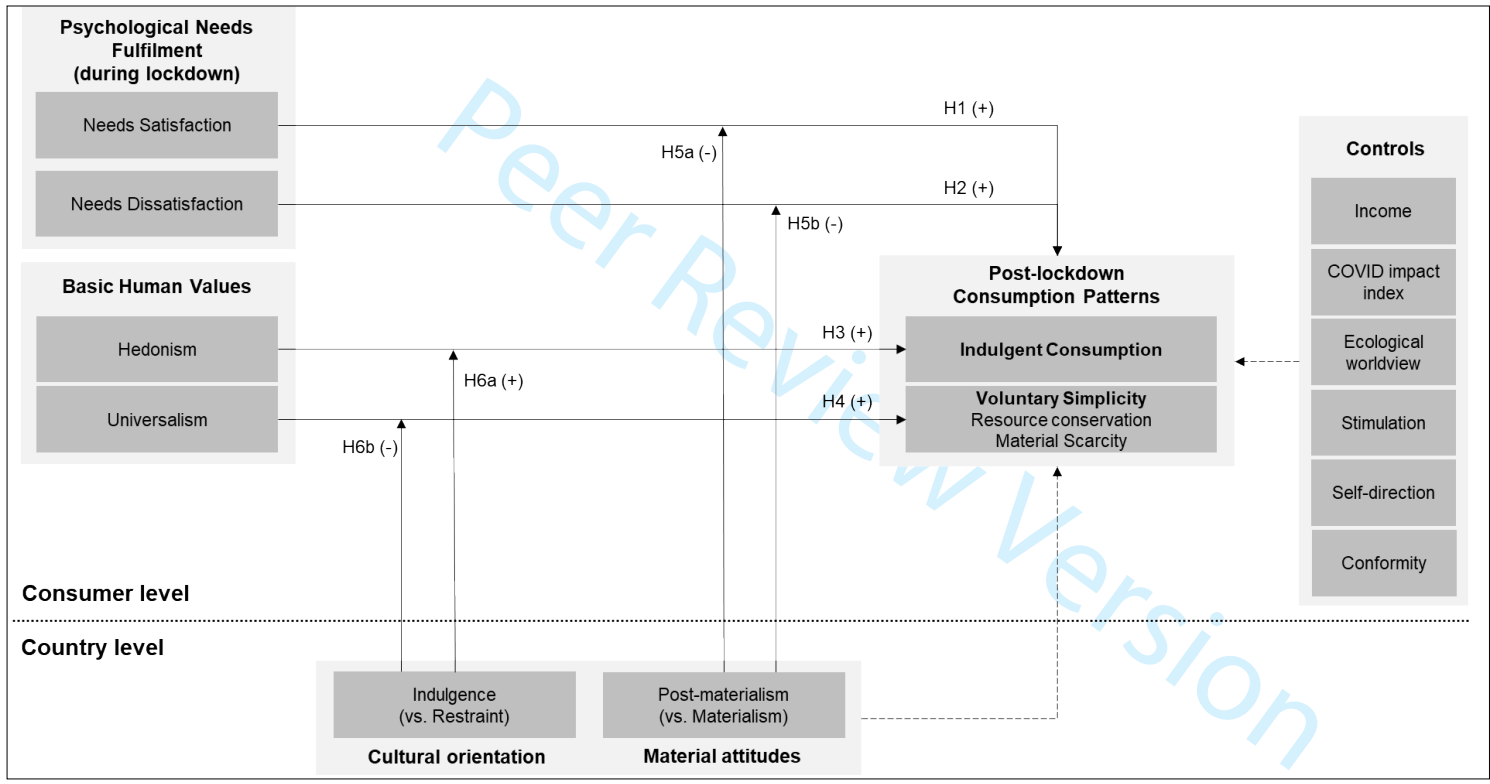 Psychological Needs
Fulfilment
(during lockdown)
Needs Satisfaction
Needs Dissatisfaction
H1 (+)
H5a (-)
H2 (+)
H5b (-)
Basic Human Values
Hedonism
Universalism
H3 (+)
H6a (+)
H4 (+)
H6b (-)
Post-lockdown
Consumption Patterns
Indulgent Consumption
Voluntary Simplicity
Resource conservation
Material Scarcity
Controls
Income
COVID impact
index
Ecological
worldview
Stimulation
Self-direction
Conformity
Consumer level
Country level
Indulgence
(vs. Restraint)
Cultural orientation
Post-materialism
(vs. Materialism)
Material attitudes
Peer Review Version